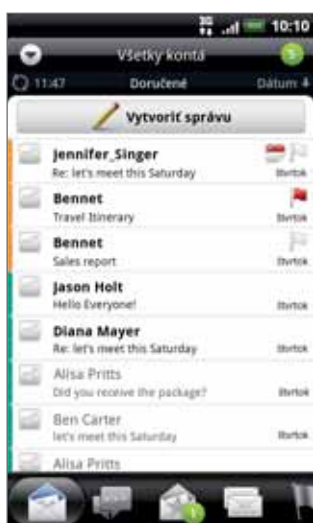 3G 10:10
Všetky kontá
11:47 Doručené Dátum
Vytvoriť správu
Jennifer_Singer
Re: let's meet this Saturday štvrtok
Bennet
Travel Itinerary štvrtok
Bennet
Sales report štvrtok
Jason Holt
Hello Everyone! štvrtok
Diana Mayer
Re: let's meet this Saturday štvrtok
Alisa Pritts
Did you receive the package? štvrtok
Ben Carter
let's meet this Saturday štvrtok
Alisa Pritts
1